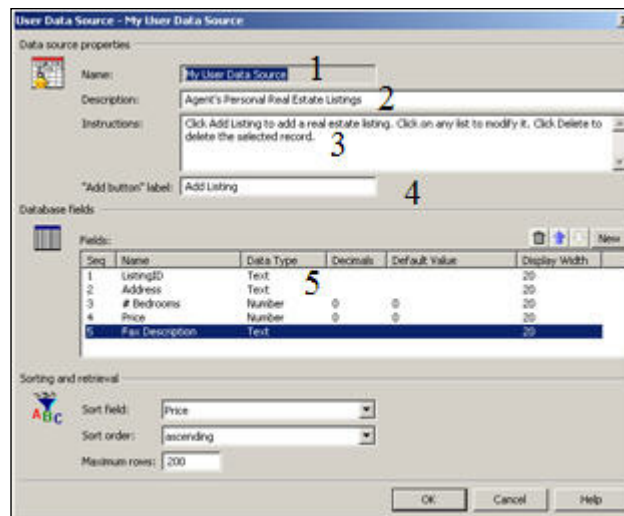 User Data Source - My User Data Source
Data source properties
Name: My User Data Source 1
Description: Agent's Personal Real Estate Listings 2
Instructions: Click Add Listing to add a real estate listing. Click on any list to modify it. Click Delete to
delete the selected record. 3
"Add button" label: Add Listing 4
Database fields
Fields: New
Seq Name Data Type Decimals Default Value Display Width
1 ListingID Text 20
5
2 Address Text 20
3 # Bedrooms Number 0 0 20
4 Price Number 0 0 20
5 Fax Description Text 20
Sorting and retrieval
ABC
Sort field: Price
Sort order: ascending
Maximum rows: 200
OK Cancel Help